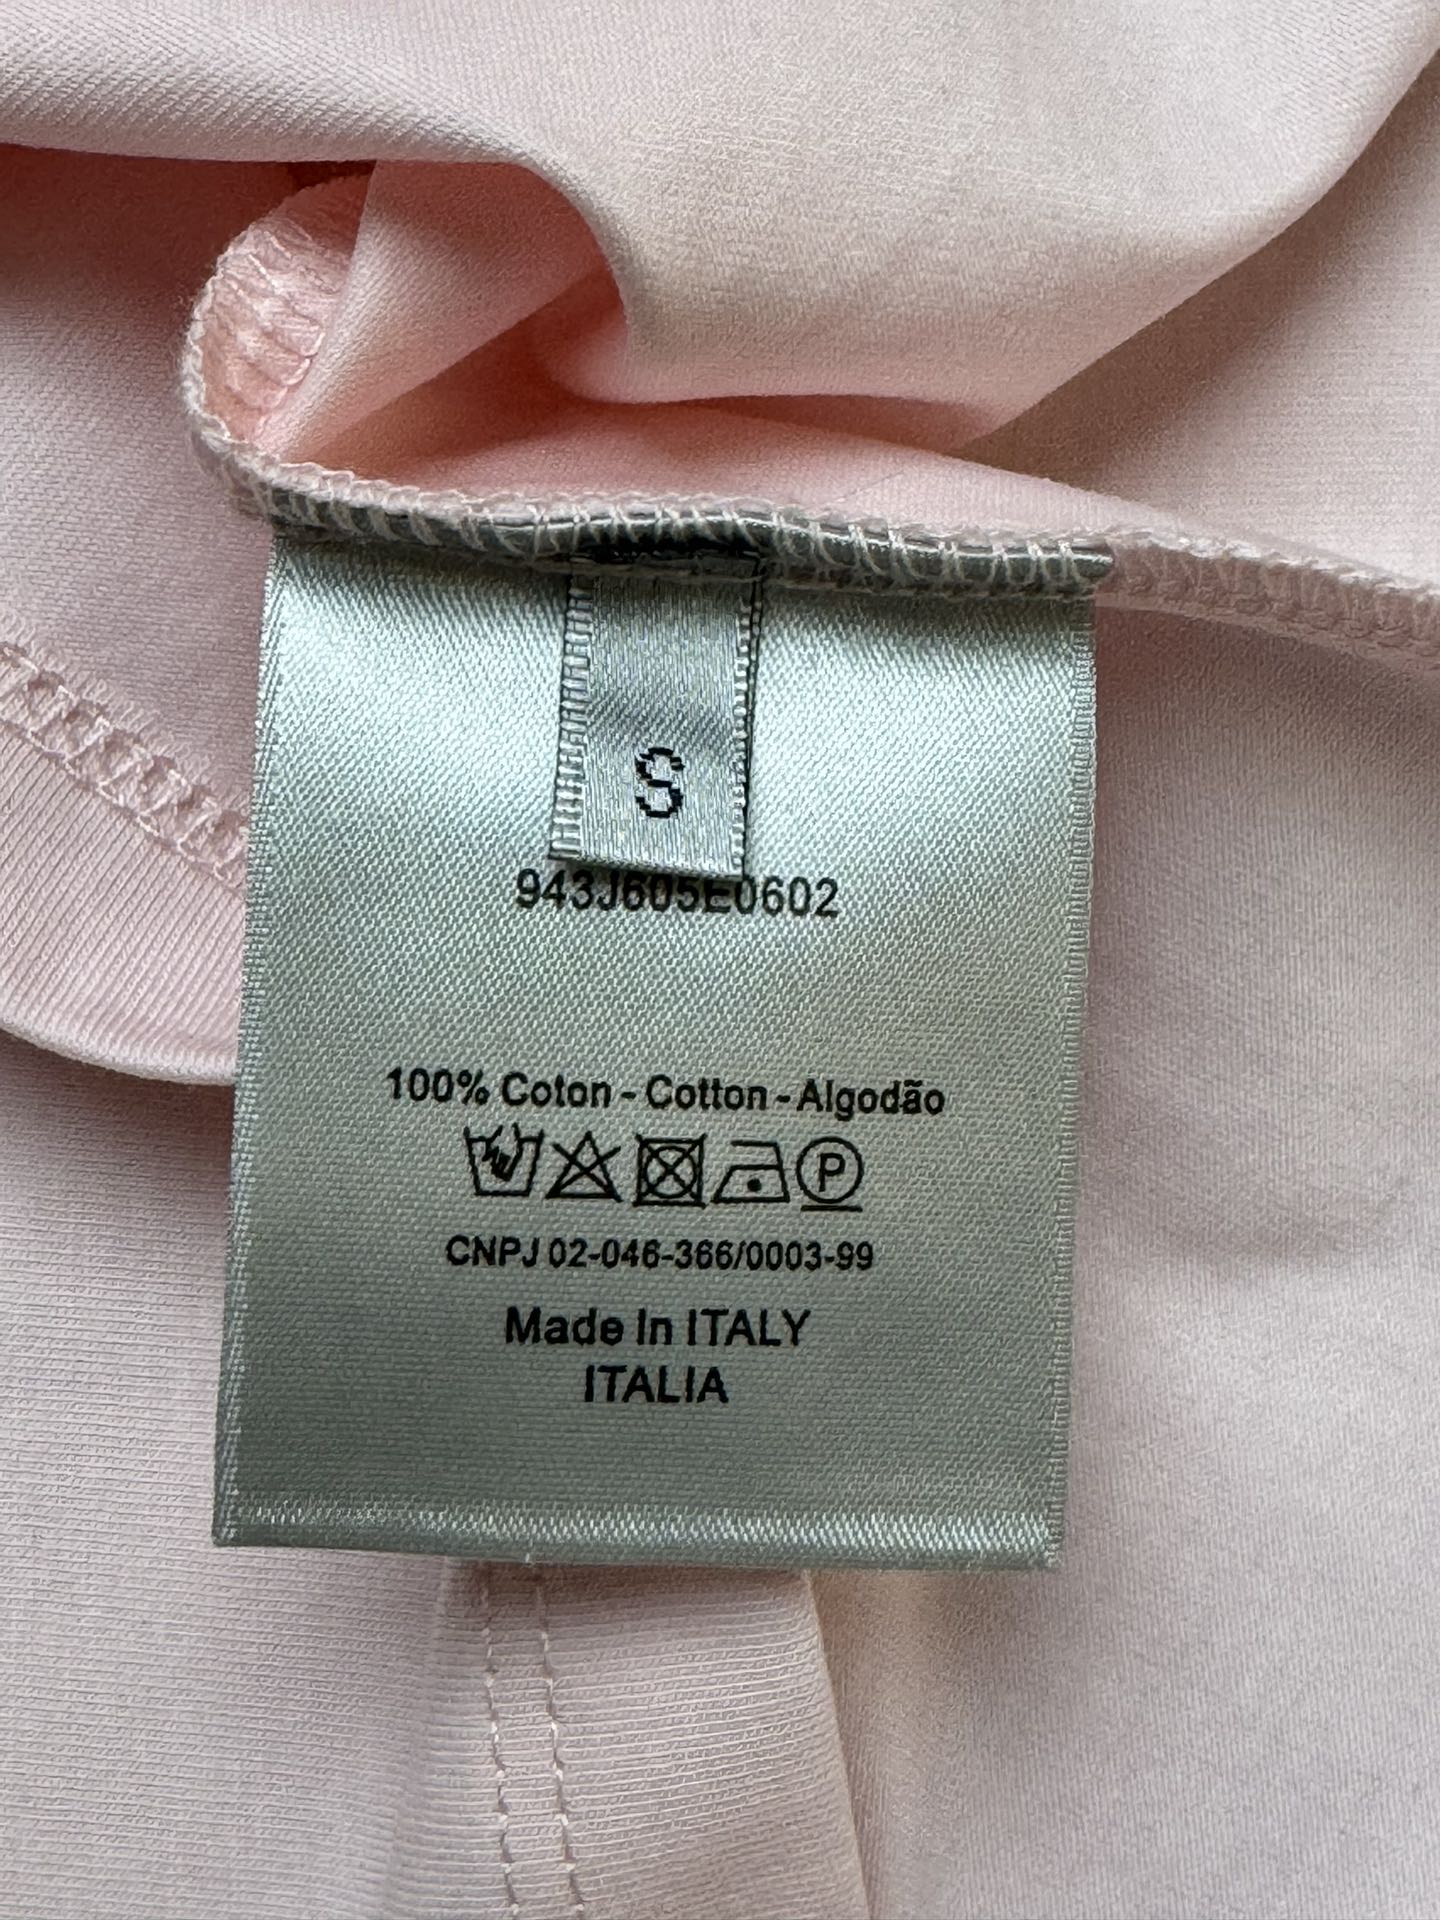 S
943J605E0602
100% Coton - Cotton - Algodão
P
CNPJ 02-046-366/0003-99
Made In ITALY
ITALIA